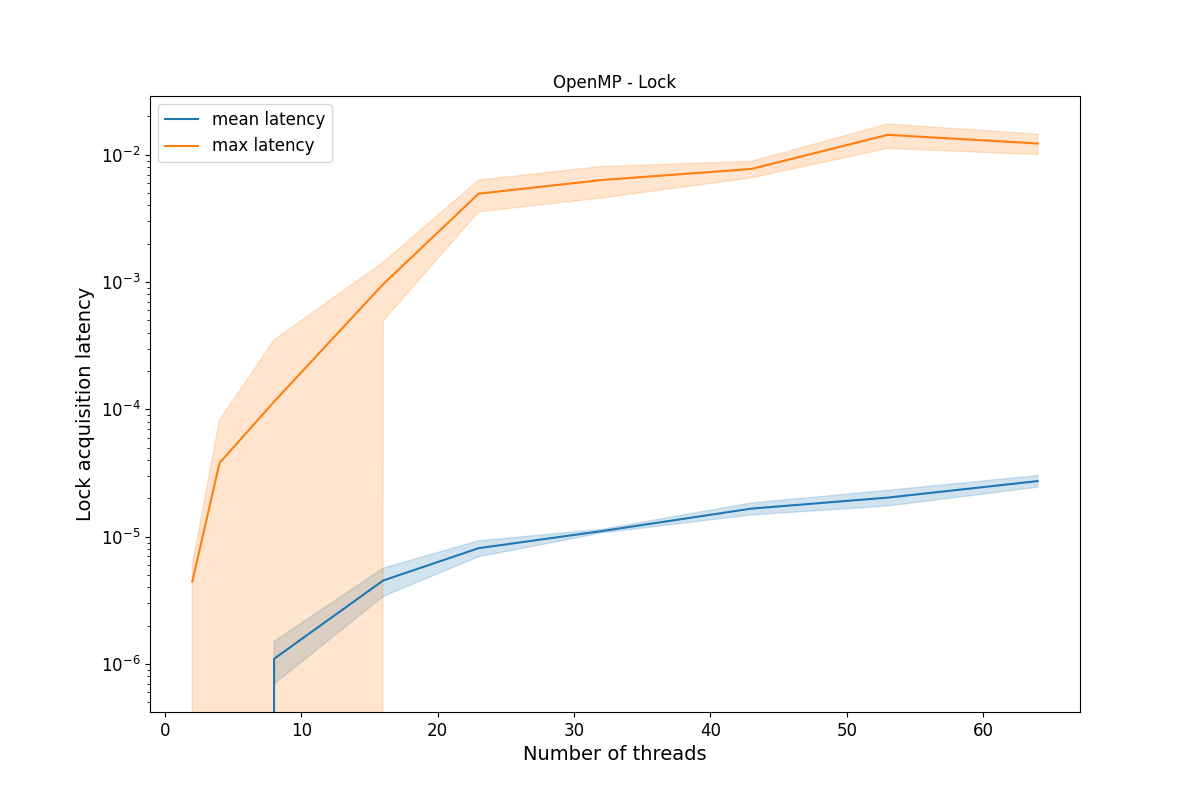 OpenMP - Lock
mean latency
max latency
Lock acquisition latency
10⁻²
10⁻³
10⁻⁴
10⁻⁵
10⁻⁶
0 10 20 30 40 50 60
Number of threads